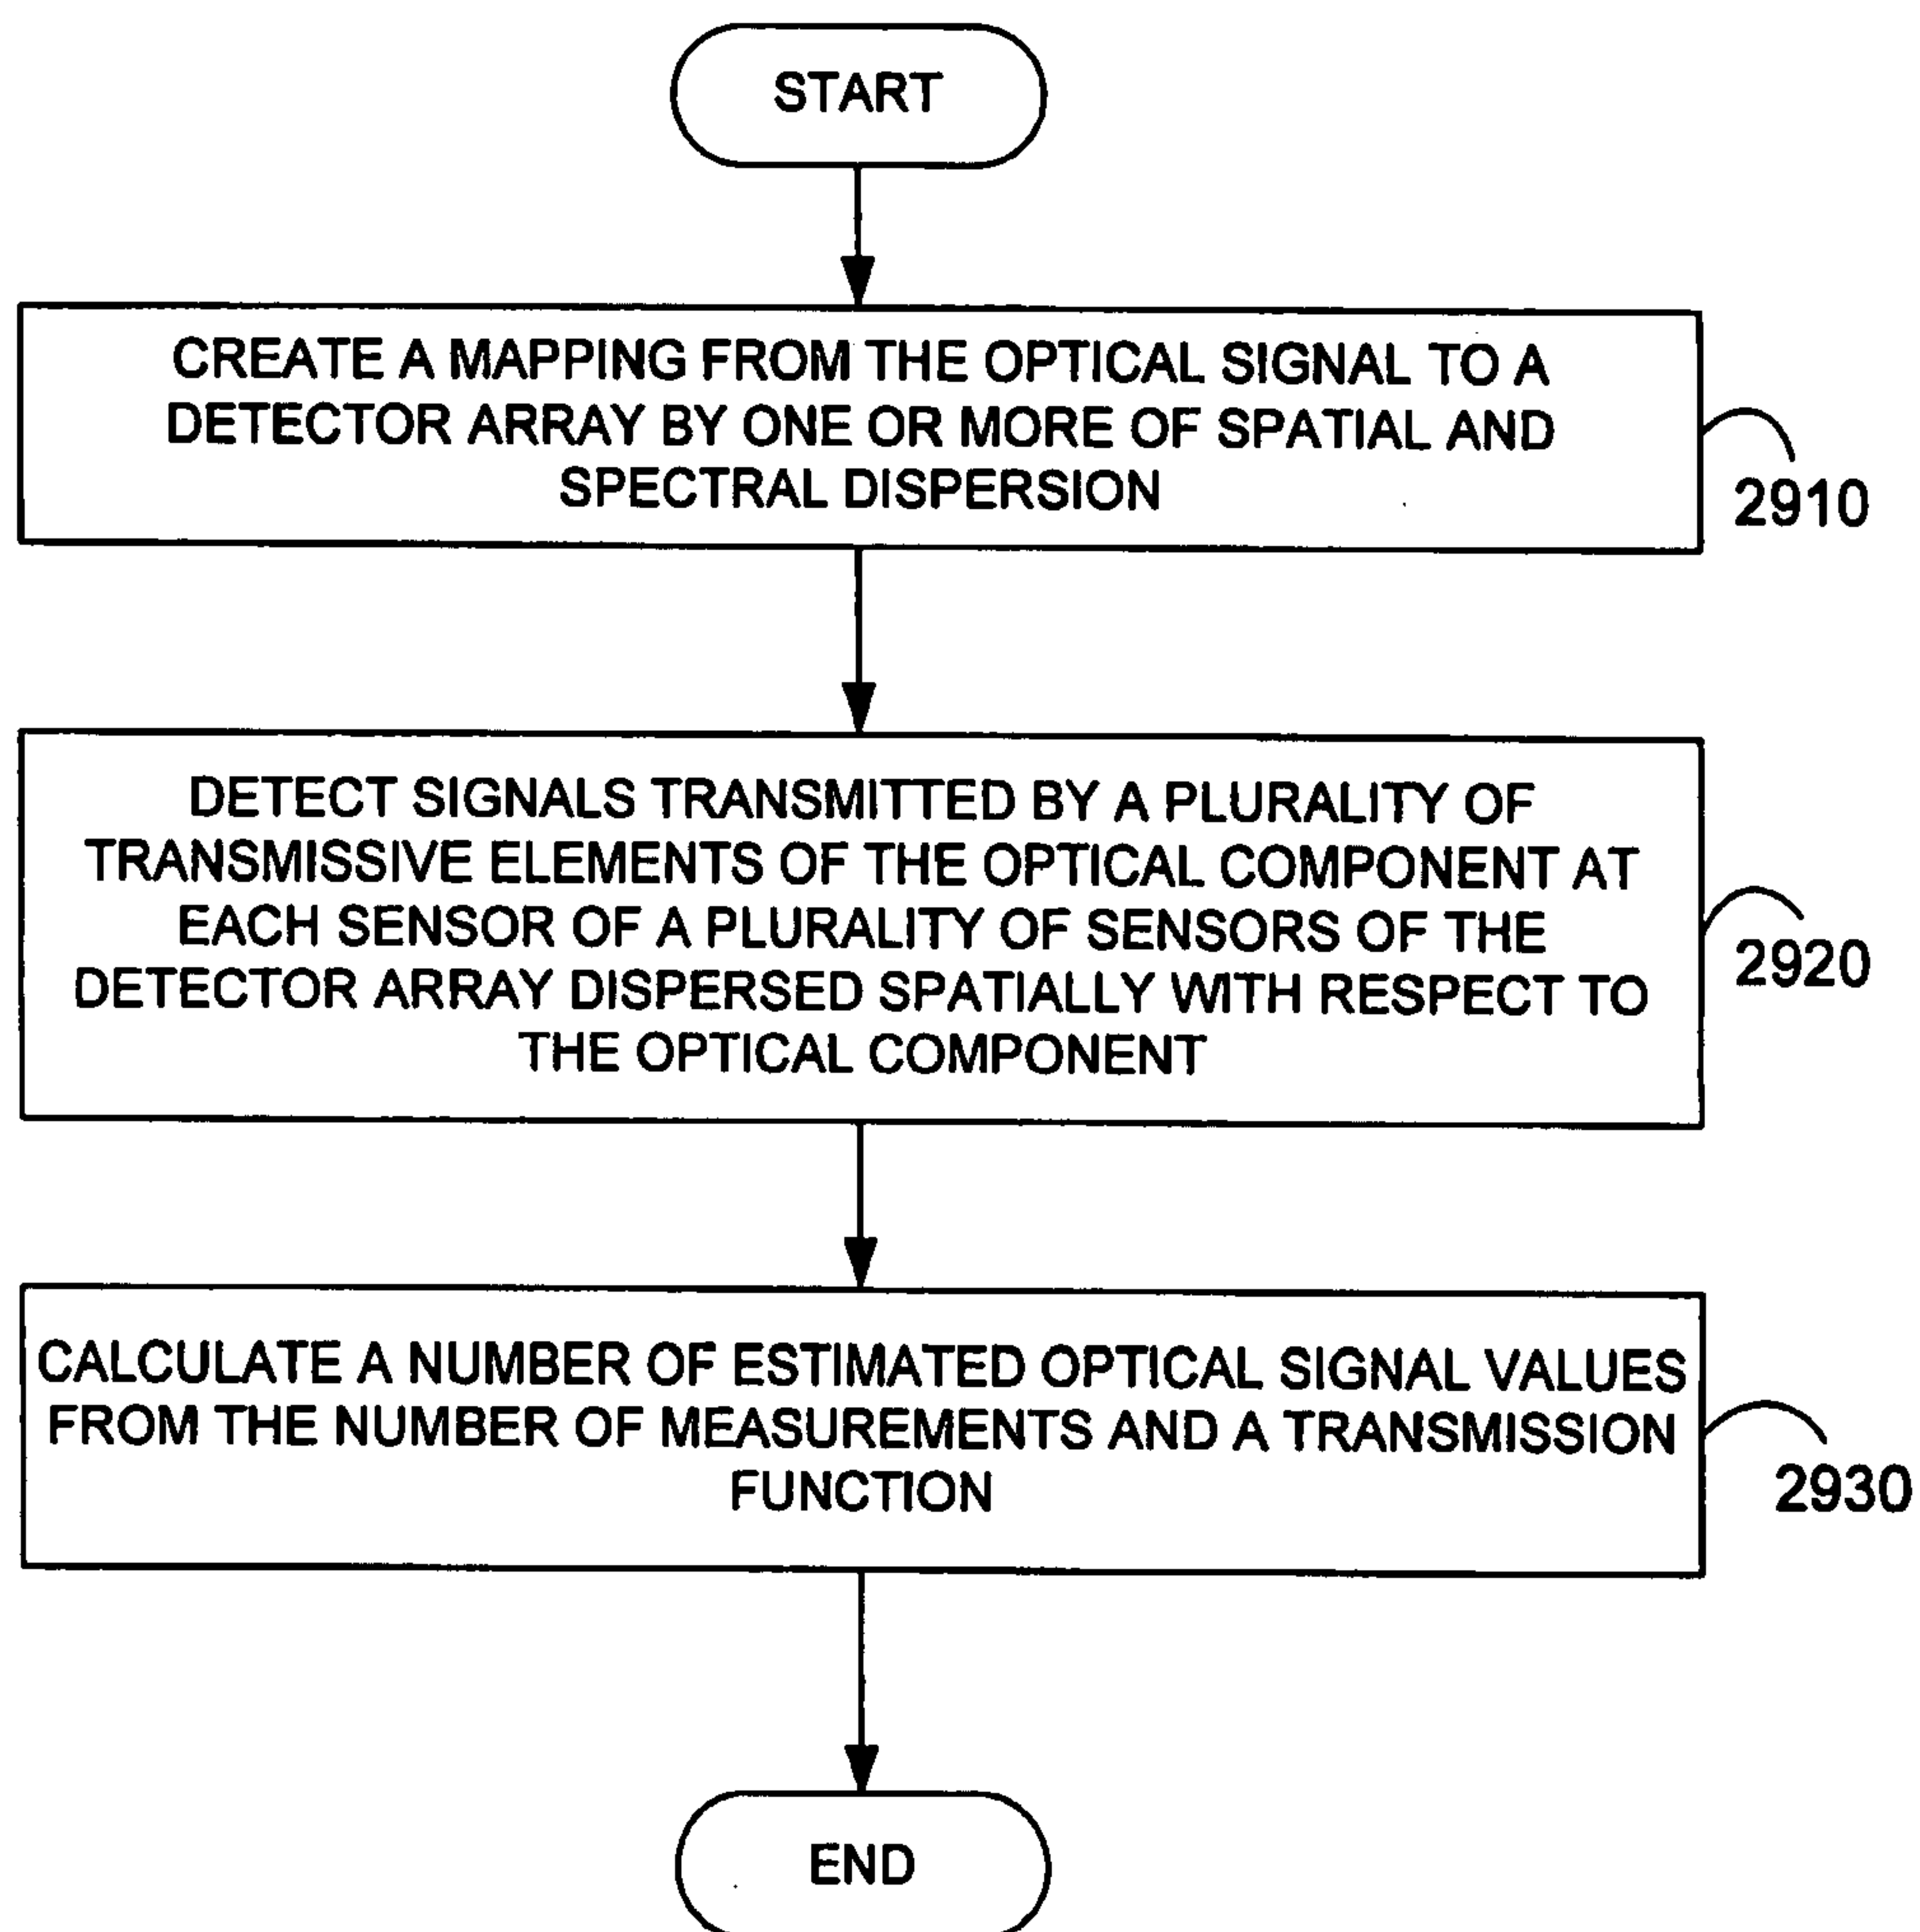 START
CREATE A MAPPING FROM THE OPTICAL SIGNAL TO A
DETECTOR ARRAY BY ONE OR MORE OF SPATIAL AND
SPECTRAL DISPERSION
2910
DETECT SIGNALS TRANSMITTED BY A PLURALITY OF
TRANSMISSIVE ELEMENTS OF THE OPTICAL COMPONENT AT
EACH SENSOR OF A PLURALITY OF SENSORS OF THE
DETECTOR ARRAY DISPERSED SPATIALLY WITH RESPECT TO
THE OPTICAL COMPONENT
2920
CALCULATE A NUMBER OF ESTIMATED OPTICAL SIGNAL VALUES
FROM THE NUMBER OF MEASUREMENTS AND A TRANSMISSION
FUNCTION
2930
END